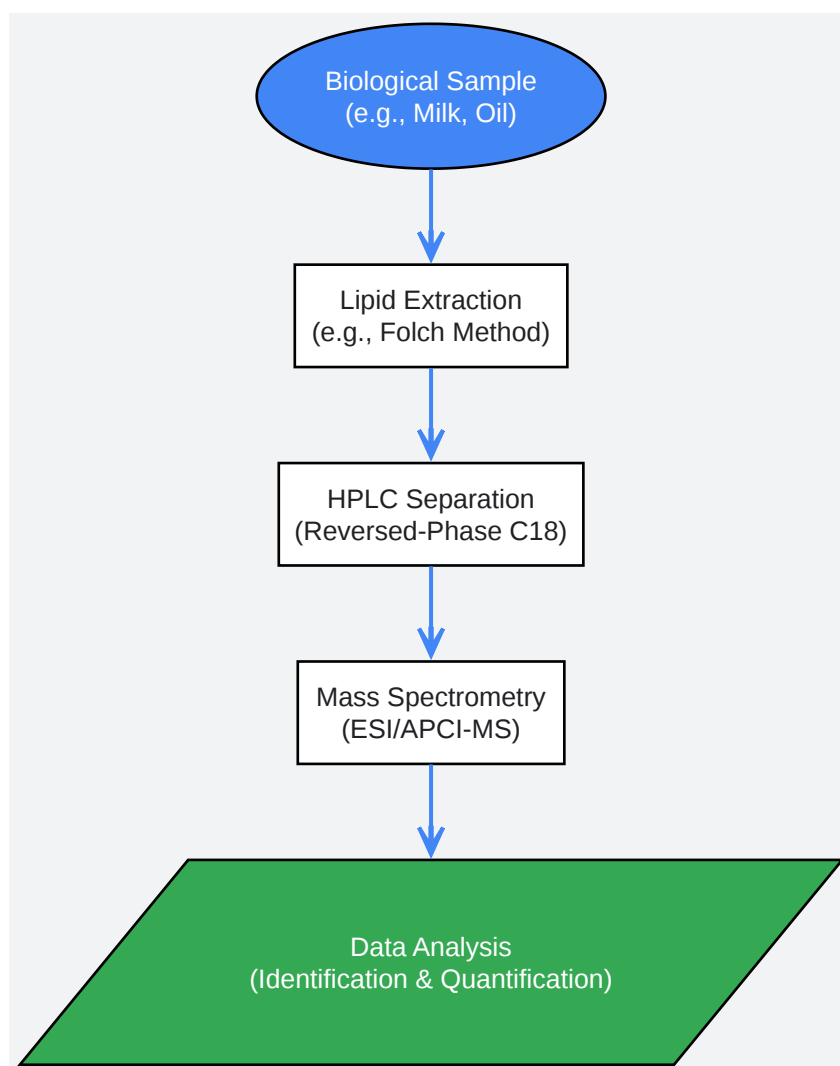 Biological Sample
(e.g., Milk, Oil)
Lipid Extraction
(e.g., Folch Method)
HPLC Separation
(Reversed-Phase C18)
Mass Spectrometry
(ESI/APCI-MS)
Data Analysis
(Identification & Quantification)